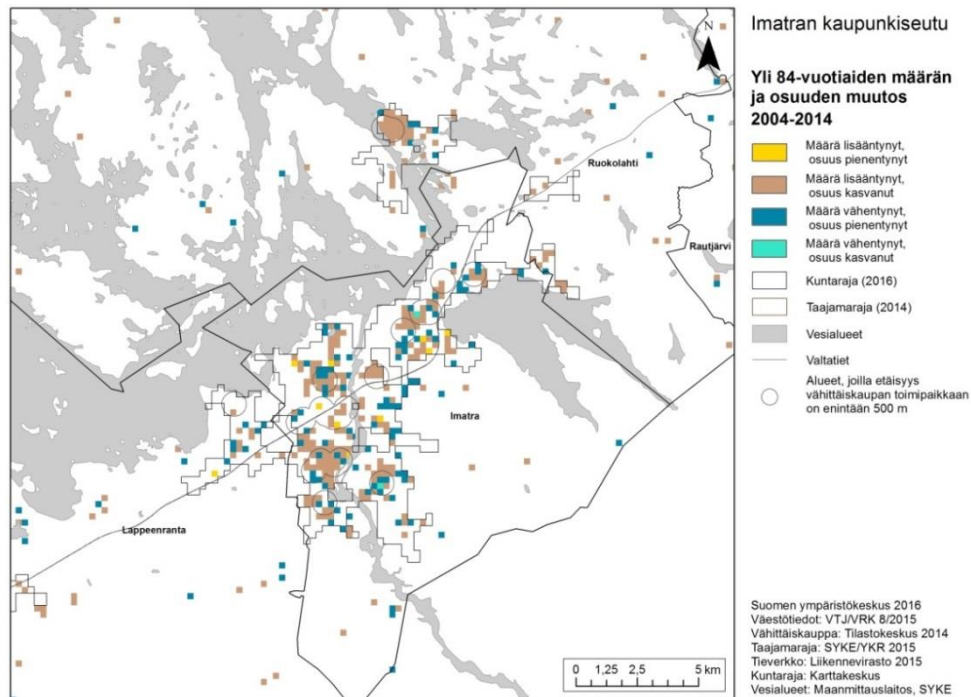 Imatran kaupunkiseutu
N
Yli 84-vuotiaiden määrän
ja osuuden muutos
2004-2014
Määrä lisääntynyt,
osuus pienentynyt
Määrä lisääntynyt,
osuus kasvanut
Määrä vähentynyt,
osuus pienentynyt
Määrä vähentynyt,
osuus kasvanut
Kuntaraja (2016)
Taajamaraja (2014)
Vesialueet
Valtatiet
Alueet, joilla etäisyys
vähittäiskaupan toimipaikkaan
on enintään 500 m
Ruokolahti
Rautjärvi
Imatra
Lappeenranta
0 1,25 2,5 5 km
Suomen ympäristökeskus 2016
Väestötiedot: VTJ/VRK 8/2015
Vähittäiskauppa: Tilastokeskus 2014
Taajamaraja: SYKE/YKR 2015
Tieverkko: Liikennevirasto 2015
Kuntaraja: Karttakeskus
Vesialueet: Maanmittauslaitos, SYKE